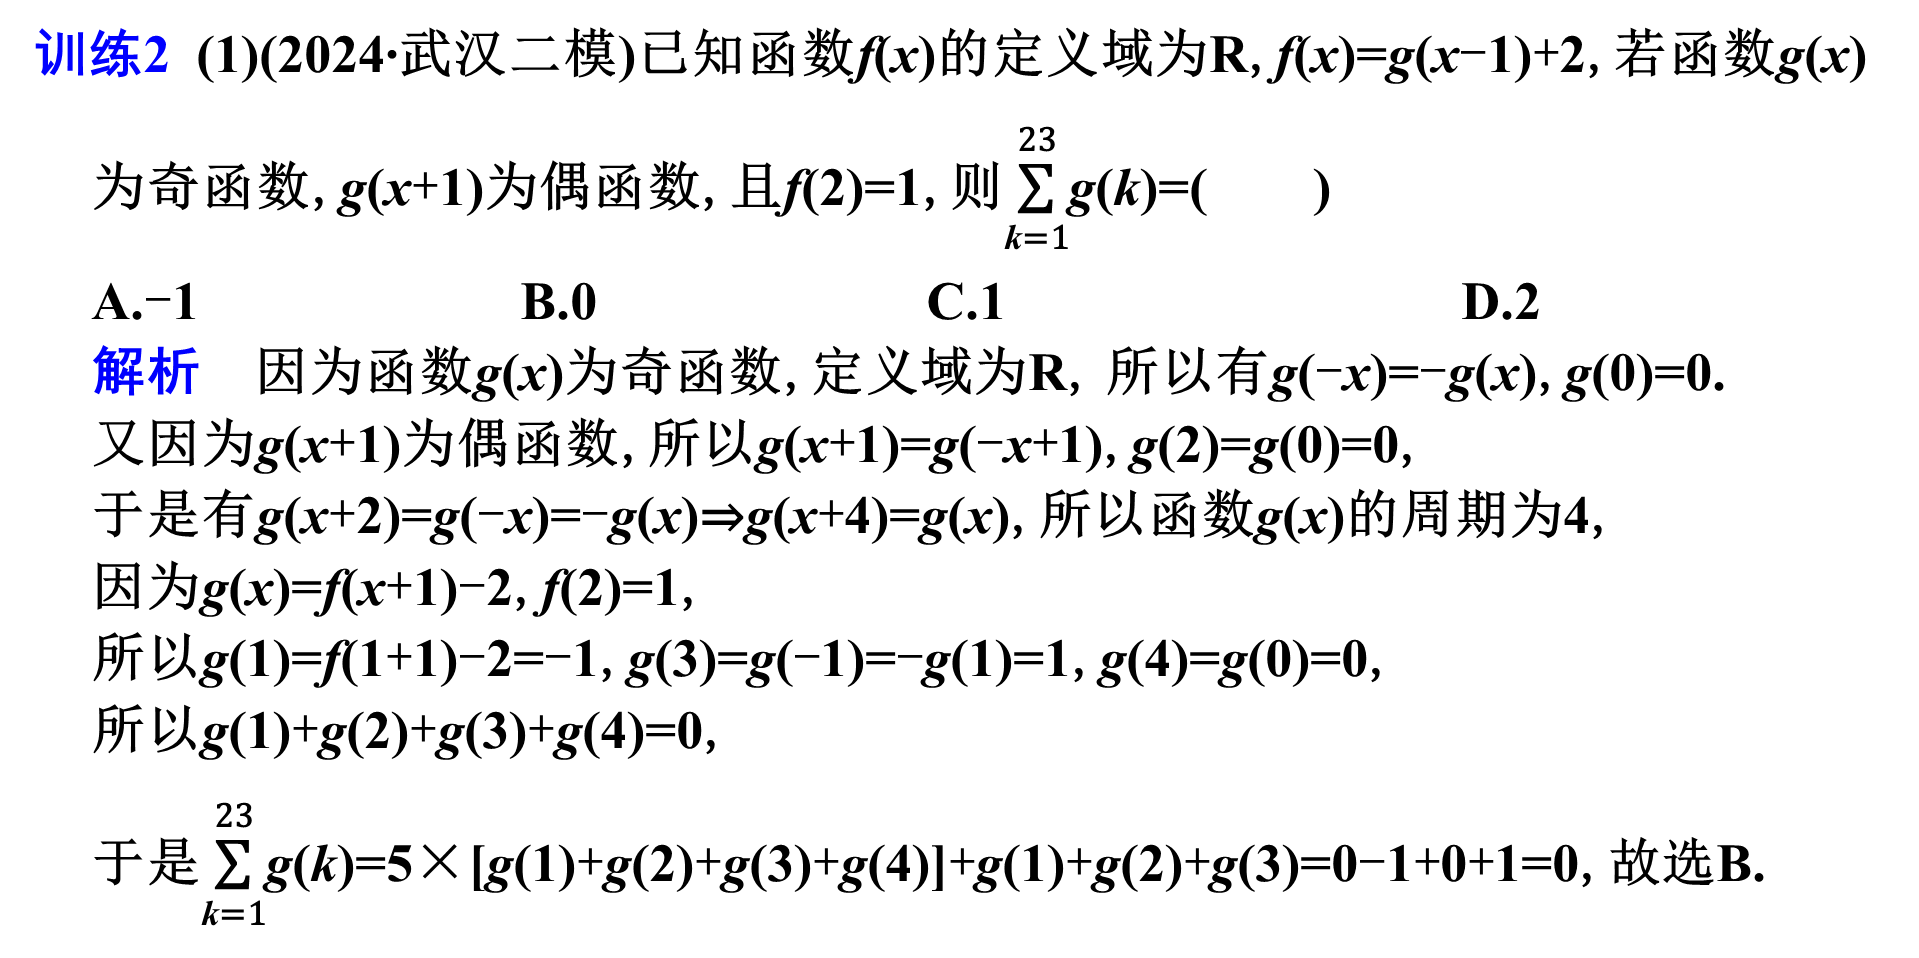 训练2 (1)(2024·武汉二模)已知函数f(x)的定义域为R, f(x)=g(x−1)+2, 若函数g(x)
为奇函数, g(x+1)为偶函数, 且f(2)=1, 则∑_{k=1}^{23} g(k)=(  )
A.−1 B.0 C.1 D.2
解析 因为函数g(x)为奇函数, 定义域为R, 所以有g(−x)=−g(x), g(0)=0.
又因为g(x+1)为偶函数, 所以g(x+1)=g(−x+1), g(2)=g(0)=0,
于是有g(x+2)=g(−x)=−g(x)⇒g(x+4)=g(x), 所以函数g(x)的周期为4,
因为g(x)=f(x+1)−2, f(2)=1,
所以g(1)=f(1+1)−2=−1, g(3)=g(−1)=−g(1)=1, g(4)=g(0)=0,
所以g(1)+g(2)+g(3)+g(4)=0,
于是∑_{k=1}^{23} g(k)=5×[g(1)+g(2)+g(3)+g(4)]+g(1)+g(2)+g(3)=0−1+0+1=0, 故选B.